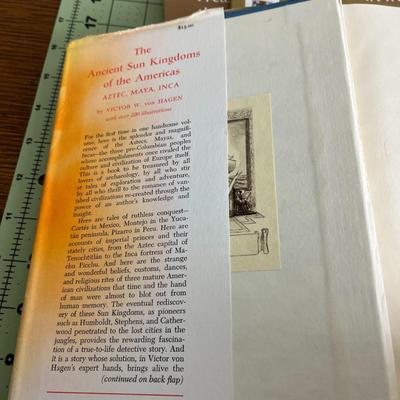 $15.00
The
Ancient Sun Kingdoms
of the Americas
AZTEC, MAYA, INCA
by VICTOR W. von HAGEN
with over 220 illustrations
For the first time in one handsome vol-
ume, here is the splendor and magnifi-
cence of the Aztecs, Mayas, and
Incas—the three pre-Columbian peoples
whose accomplishments once rivaled the
culture and civilization of Europe itself.
This is a book to be treasured by all
lovers of archaeology, by all who stir
at tales of exploration and adventure,
by all who thrill to the romance of van-
ished civilizations re-created through the
power of an author's knowledge and
insight.
Here are tales of ruthless conquest—
Cortés in Mexico, Montejo in the Yuca-
tán peninsula, Pizarro in Peru. Here are
accounts of imperial princes and their
stately cities, from the Aztec capital of
Tenochtitlán to the Inca fortress of Ma-
chu Picchu. And here are the strange
and wonderful beliefs, customs, dances,
and religious rites of three mature Amer-
ican civilizations that time and the hand
of man were almost to blot out from
human memory. The eventual rediscov-
ery of these Sun Kingdoms, as pioneers
such as Humboldt, Stephens, and Cather-
wood penetrated to the lost cities in the
jungles, provides the rewarding fascina-
tion of a true-to-life detective story. And
it is a story whose solution, in Victor von
Hagen's expert hands, brings alive the
(continued on back flap)
17
16
15
14
13
12
11